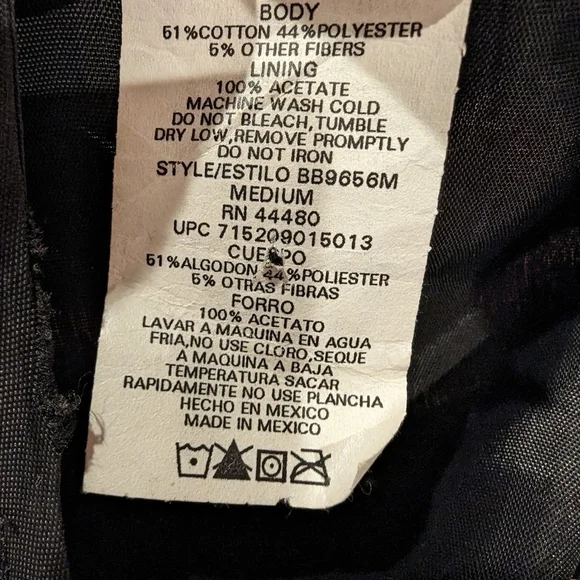 BODY
51%COTTON 44%POLYESTER
5% OTHER FIBERS
LINING
100% ACETATE
MACHINE WASH COLD
DO NOT BLEACH,TUMBLE
DRY LOW,REMOVE PROMPTLY
DO NOT IRON
STYLE/ESTILO BB9656M
MEDIUM
RN 44480
UPC 715209015013
CUERPO
51%ALGODON 44%POLIESTER
5% OTRAS FIBRAS
FORRO
100% ACETATO
LAVAR A MAQUINA EN AGUA
FRIA,NO USE CLORO,SEQUE
A MAQUINA A BAJA
TEMPERATURA SACAR
RAPIDAMENTE NO USE PLANCHA
HECHO EN MEXICO
MADE IN MEXICO